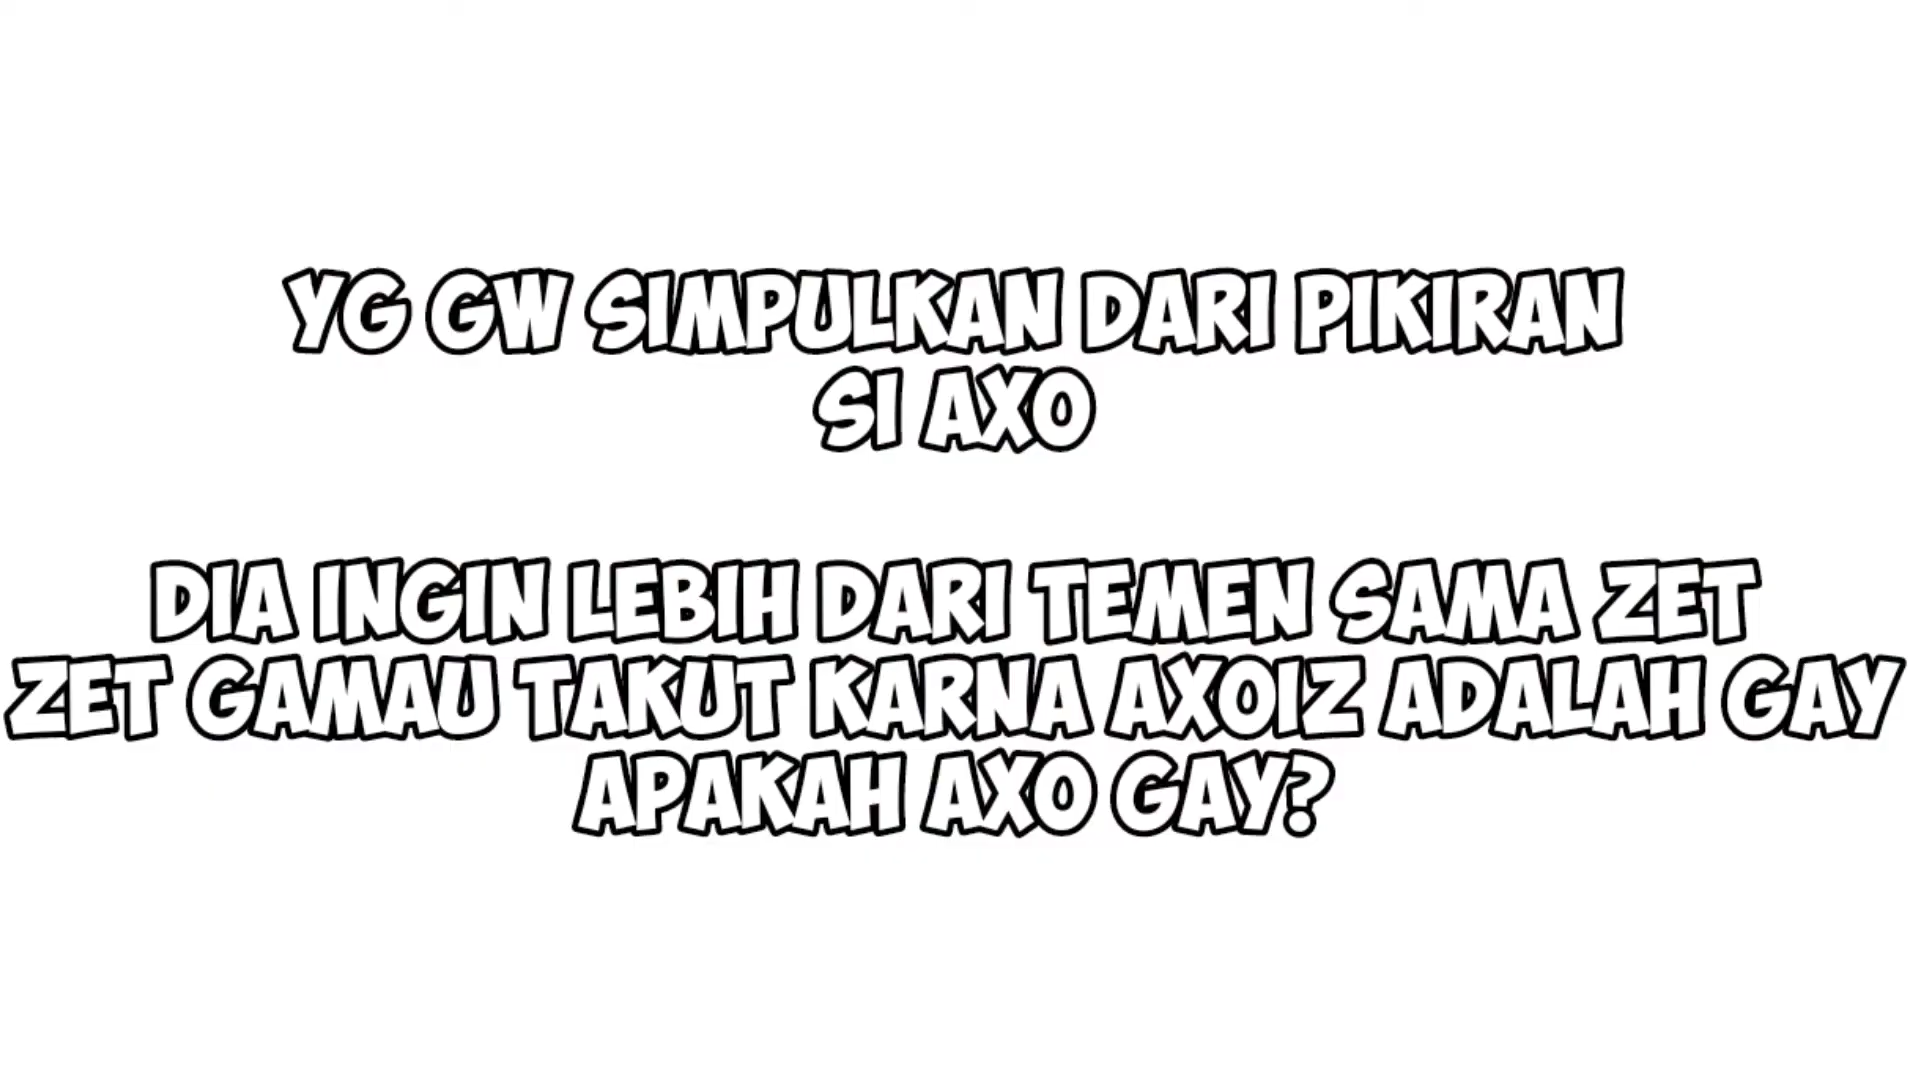 YG GW SIMPULKAN DARI PIKIRAN
SI AXO
DIA INGIN LEBIH DARI TEMEN SAMA ZET
ZET GAMAU TAKUT KARNA AXOIZ ADALAH GAY
APAKAH AXO GAY?